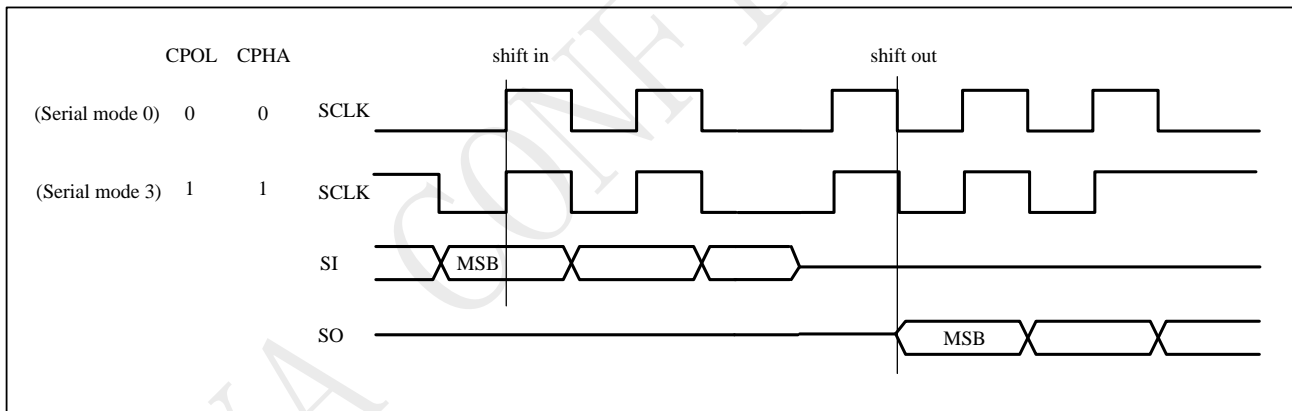 CPOL CPHA shift in shift out
(Serial mode 0) 0 0 SCLK
(Serial mode 3) 1 1 SCLK
SI MSB
SO MSB